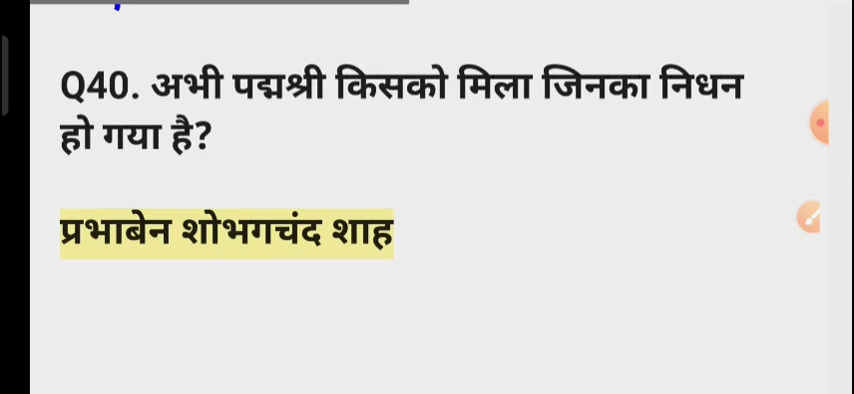 Q40. अभी पद्मश्री किसको मिला जिनका निधन
हो गया है?
प्रभाबेन शोभगचंद शाह